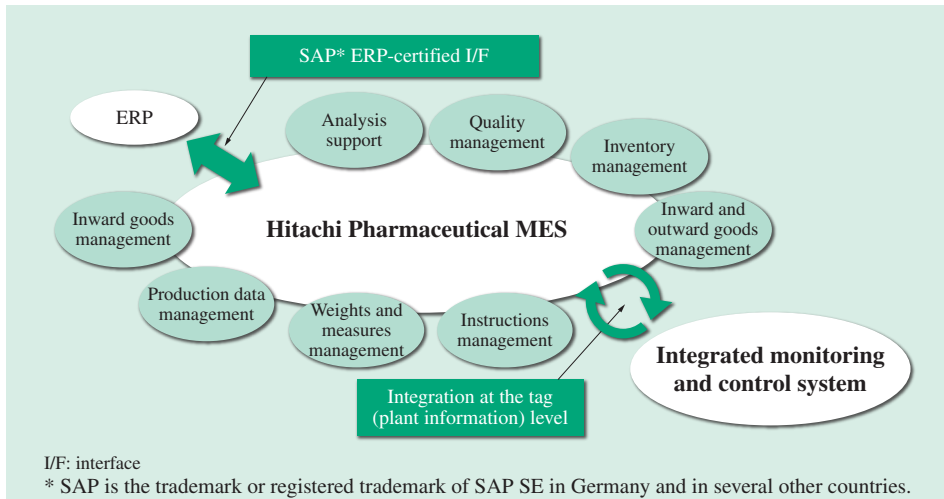 SAP* ERP-certified I/F
ERP
Analysis
support
Quality
management
Inventory
management
Inward goods
management
Hitachi Pharmaceutical MES
Inward and
outward goods
management
Production data
management
Weights and
measures
management
Instructions
management
Integrated monitoring
and control system
Integration at the tag
(plant information) level
I/F: interface
* SAP is the trademark or registered trademark of SAP SE in Germany and in several other countries.